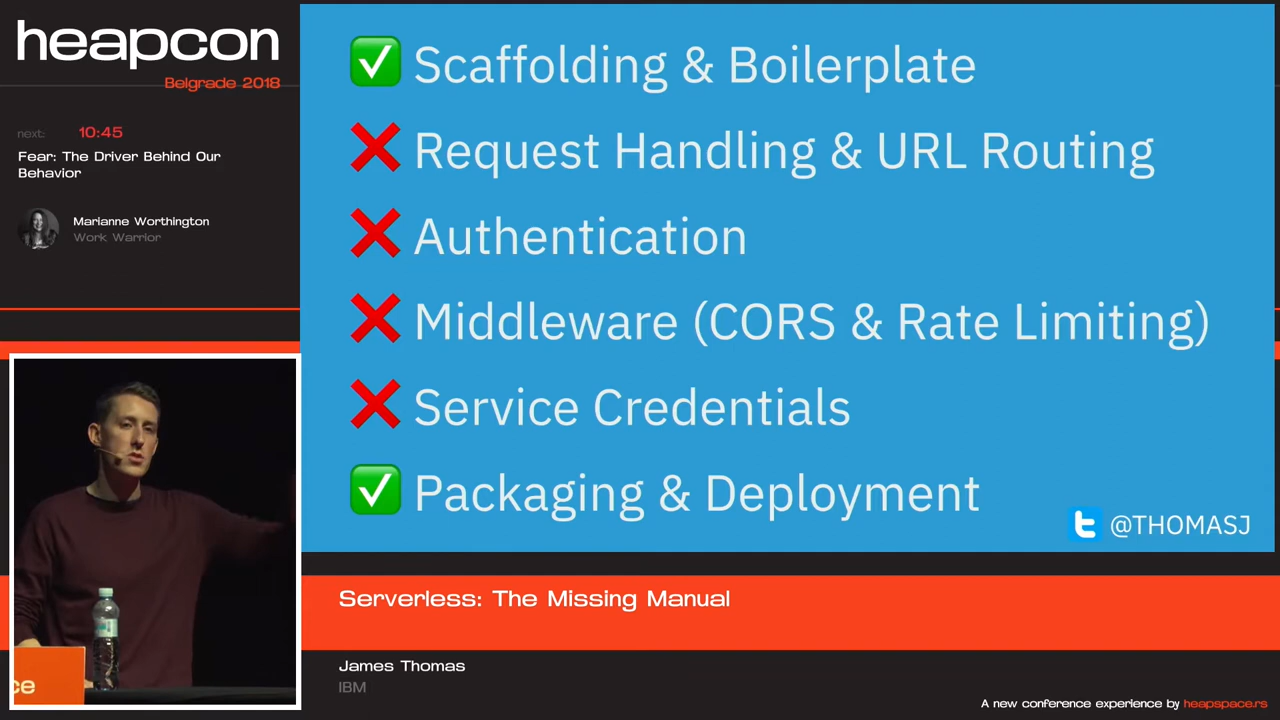 heapcon
Belgrade 2018
next: 10:45
Fear: The Driver Behind Our
Behavior
Marianne Worthington
Work Warrior
Scaffolding & Boilerplate
Request Handling & URL Routing
Authentication
Middleware (CORS & Rate Limiting)
Service Credentials
Packaging & Deployment
@THOMASJ
Serverless: The Missing Manual
James Thomas
IBM
A new conference experience by heapspace.rs
ce